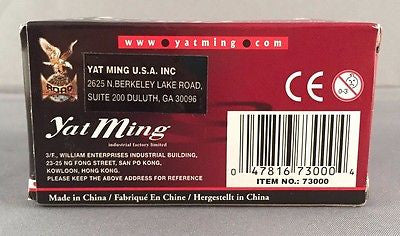 www.yatming.com
ROAD
YAT MING U.S.A. INC
2625 N.BERKELEY LAKE ROAD,
SUITE 200 DULUTH, GA 30096
CE
0-3
Yat Ming
industrial factory limited
3/F., WILLIAM ENTERPRISES INDUSTRIAL BUILDING,
23-25 NG FONG STREET, SAN PO KONG,
KOWLOON, HONG KONG.
PLEASE KEEP THE ABOVE ADDRESS FOR REFERENCE
0 47816 73000 4
ITEM NO.: 73000
Made in China / Fabriqué En Chine / Hergestellt in China